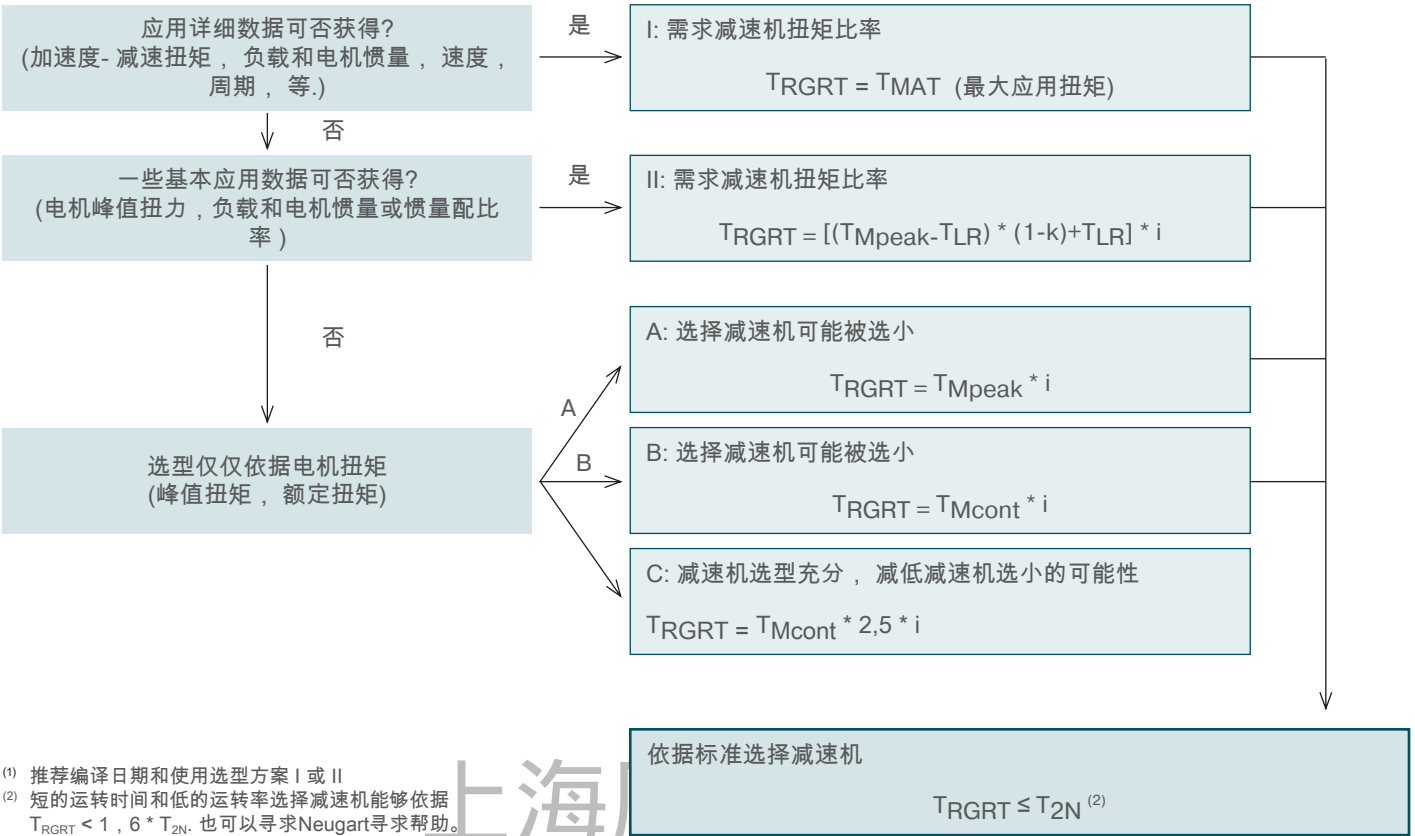 应用详细数据可否获得?
(加速度- 减速扭矩， 负载和电机惯量， 速度，
周期， 等.)
是
I: 需求减速机扭矩比率
TRGRT = TMAT (最大应用扭矩)
否
一些基本应用数据可否获得?
(电机峰值扭力，负载和电机惯量或惯量配比
率 )
是
II: 需求减速机扭矩比率
TRGRT = [(TMpeak-TLR) * (1-k)+TLR] * i
否
A: 选择减速机可能被选小
TRGRT = TMpeak * i
A
选型仅仅依据电机扭矩
(峰值扭矩， 额定扭矩)
B
B: 选择减速机可能被选小
TRGRT = TMcont * i
C: 减速机选型充分， 减低减速机选小的可能性
TRGRT = TMcont * 2,5 * i
依据标准选择减速机
TRGRT ≤ T2N (2)
(1) 推荐编译日期和使用选型方案 I 或 II
(2) 短的运转时间和低的运转率选择减速机能够依据
TRGRT < 1，6 * T2N. 也可以寻求Neugart寻求帮助。
上海